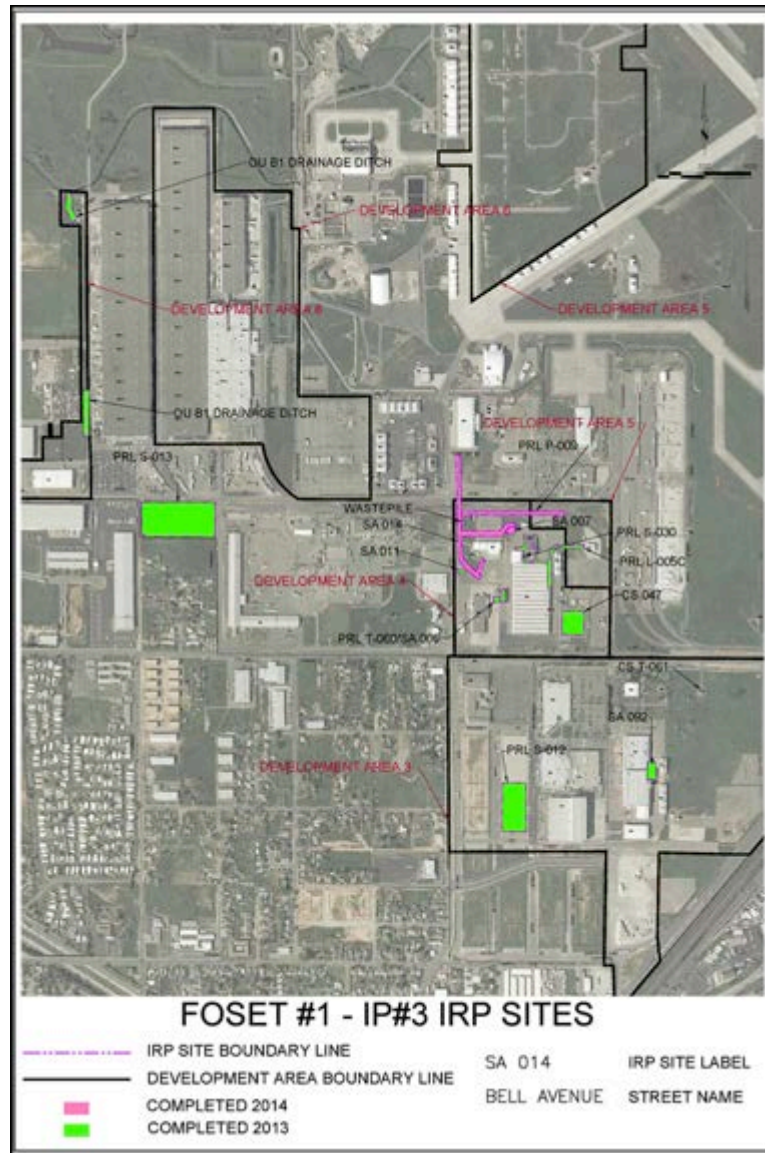 OU B1 DRAINAGE DITCH
DEVELOPMENT AREA 6
DEVELOPMENT AREA 6
DEVELOPMENT AREA 5
OU B1 DRAINAGE DITCH
DEVELOPMENT AREA 5
PRL P-009
PRL S-013
WASTEPILE
SA 014
SA 007
PRL S-030
SA 011
PRL L-005C
DEVELOPMENT AREA 4
CS 047
PRL T-060/SA 006
CS T-061
SA 092
PRL S-012
DEVELOPMENT AREA 3
FOSET #1 - IP#3 IRP SITES
IRP SITE BOUNDARY LINE
SA 014 IRP SITE LABEL
DEVELOPMENT AREA BOUNDARY LINE
BELL AVENUE STREET NAME
COMPLETED 2014
COMPLETED 2013